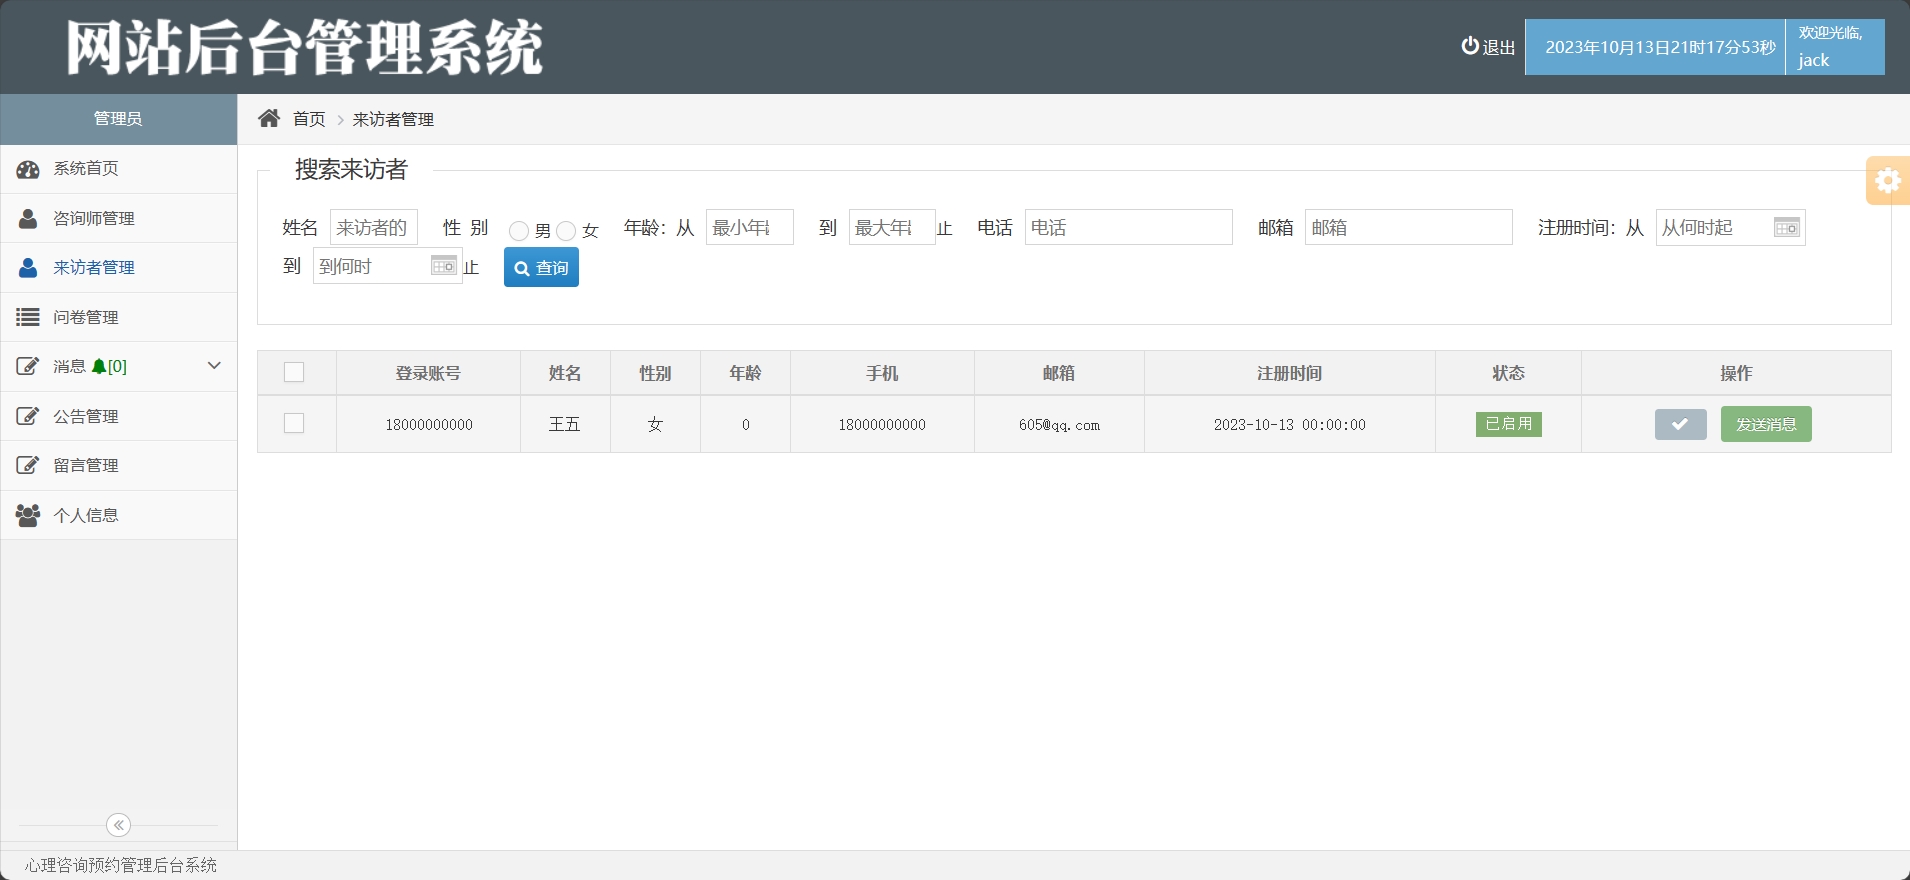 网站后台管理系统
退出
2023年10月13日21时17分53秒
欢迎光临,
jack
管理员
首页
来访者管理
系统首页
咨询师管理
来访者管理
问卷管理
消息 [0]
公告管理
留言管理
个人信息
搜索来访者
姓名 来访者的 性 别 男 女 年龄：从 最小年 到 最大年 止 电话 电话 邮箱 邮箱 注册时间：从 从何时起
到 到何时 止 查询
登录账号 姓名 性别 年龄 手机 邮箱 注册时间 状态 操作
18000000000 王五 女 0 18000000000 605@qq.com 2023-10-13 00:00:00 已启用 发送消息
心理咨询预约管理后台系统